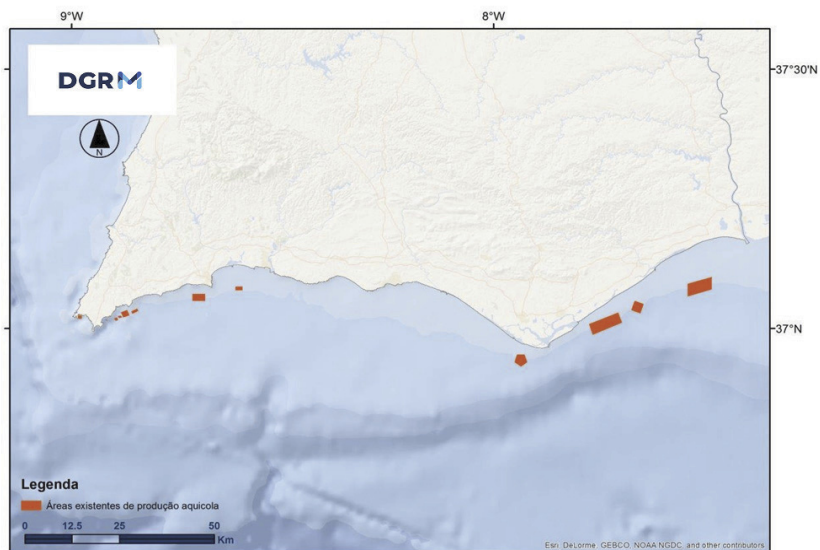 9°W 8°W
DGRM
37°30'N
N
37°N
Legenda
Áreas existentes de produção aquicola
0 12.5 25 50
Km
Esri, DeLorme, GEBCO, NOAA NGDC, and other contributors